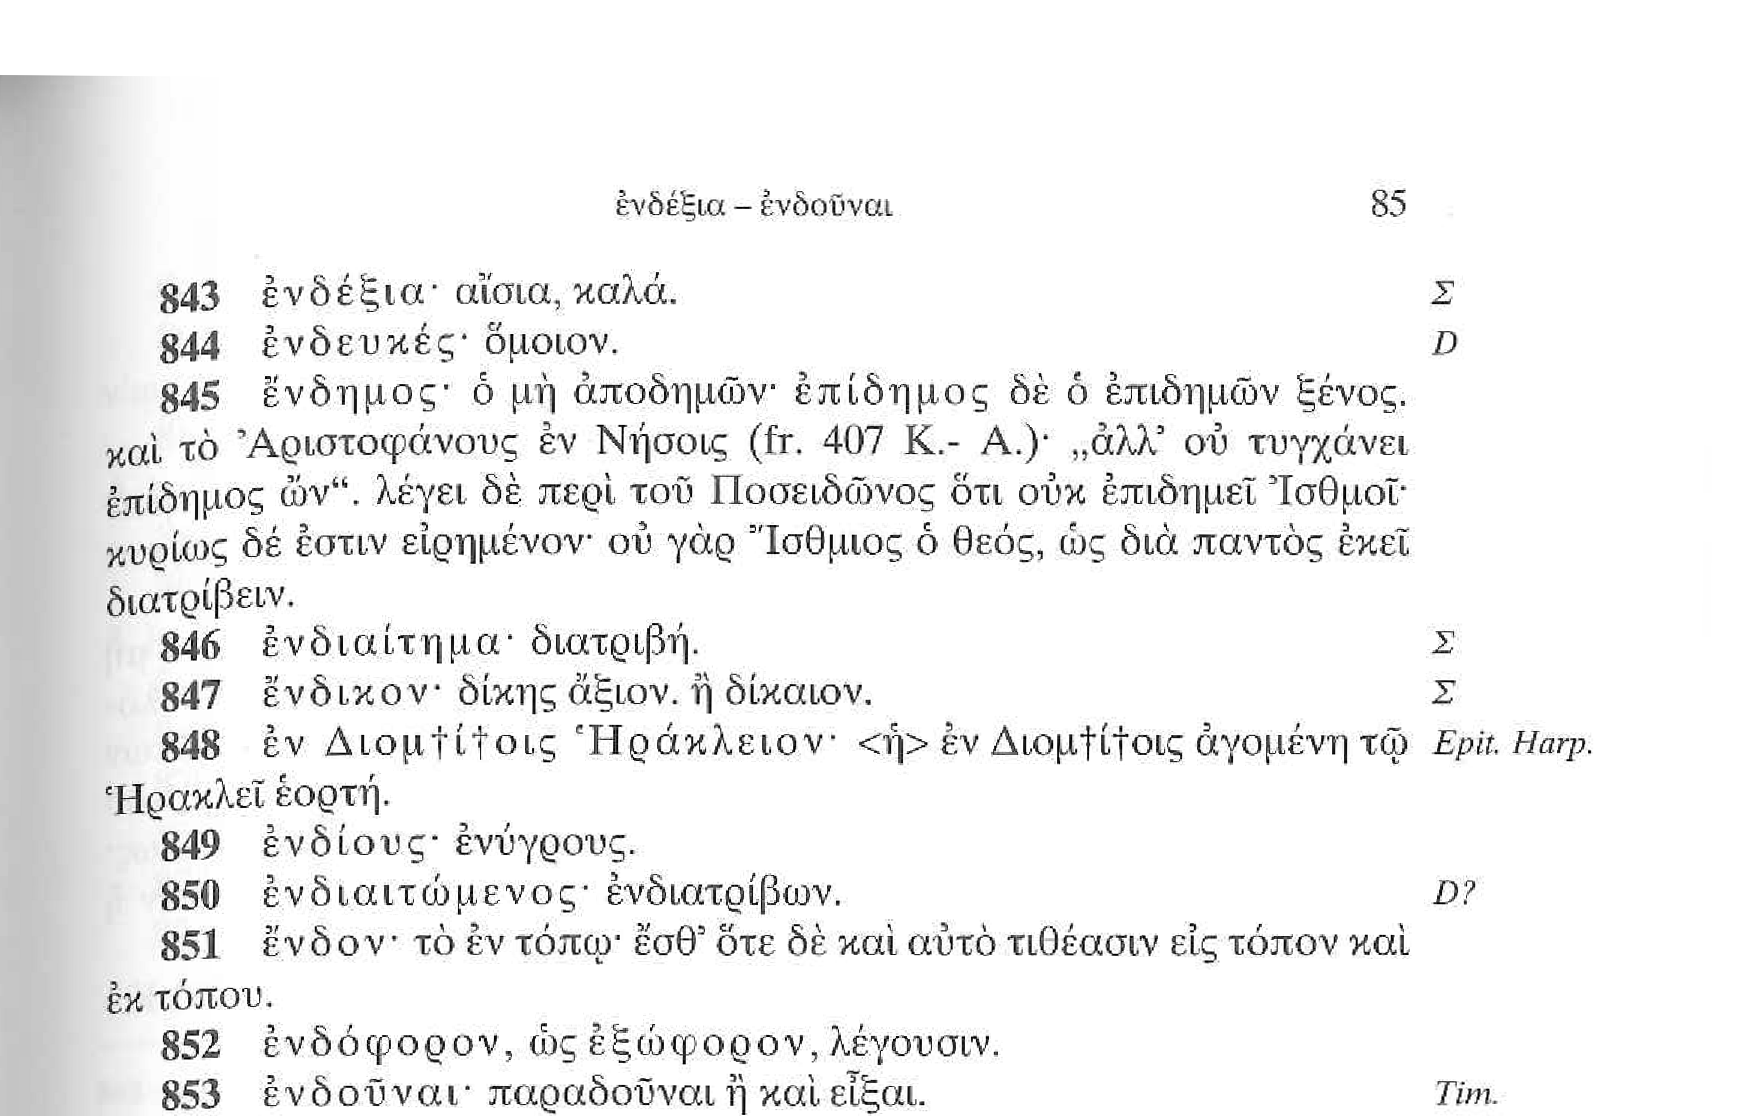 ἐνδέξια – ἐνδοῦναι 85
843 ἐνδέξια· αἴσια, καλά. Σ
844 ἐνδευκές· ὅμοιον. D
845 ἔνδημος· ὁ μὴ ἀποδημῶν· ἐπίδημος δὲ ὁ ἐπιδημῶν ξένος.
καὶ τὸ Ἀριστοφάνους ἐν Νήσοις (fr. 407 K.- A.)· „ἀλλ’ οὐ τυγχάνει
ἐπίδημος ὤν“. λέγει δὲ περὶ τοῦ Ποσειδῶνος ὅτι οὐκ ἐπιδημεῖ Ἰσθμοῖ·
κυρίως δέ ἐστιν εἰρημένον· οὐ γὰρ Ἴσθμιος ὁ θεός, ὡς διὰ παντὸς ἐκεῖ
διατρίβειν.
846 ἐνδιαίτημα· διατριβή. Σ
847 ἔνδικον· δίκης ἄξιον. ἢ δίκαιον. Σ
848 ἐν Διομ†ί†οις Ἡράκλειον· <ἡ> ἐν Διομ†ί†οις ἀγομένη τῷ Epit. Harp.
Ἡρακλεῖ ἑορτή.
849 ἐνδίους· ἐνύγρους.
850 ἐνδιαιτώμενος· ἐνδιατρίβων. D?
851 ἔνδον· τὸ ἐν τόπῳ· ἔσθ’ ὅτε δὲ καὶ αὐτὸ τιθέασιν εἰς τόπον καὶ
ἐκ τόπου.
852 ἐνδόφορον, ὡς ἐξώφορον, λέγουσιν.
853 ἐνδοῦναι· παραδοῦναι ἢ καὶ εἶξαι. Tim.